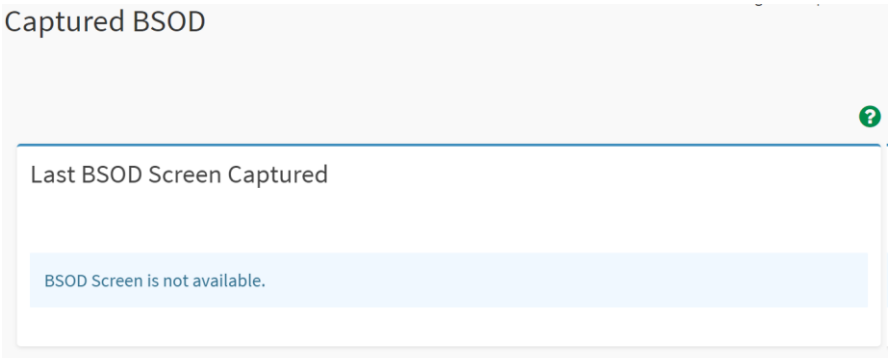 Captured BSOD
?
Last BSOD Screen Captured
BSOD Screen is not available.